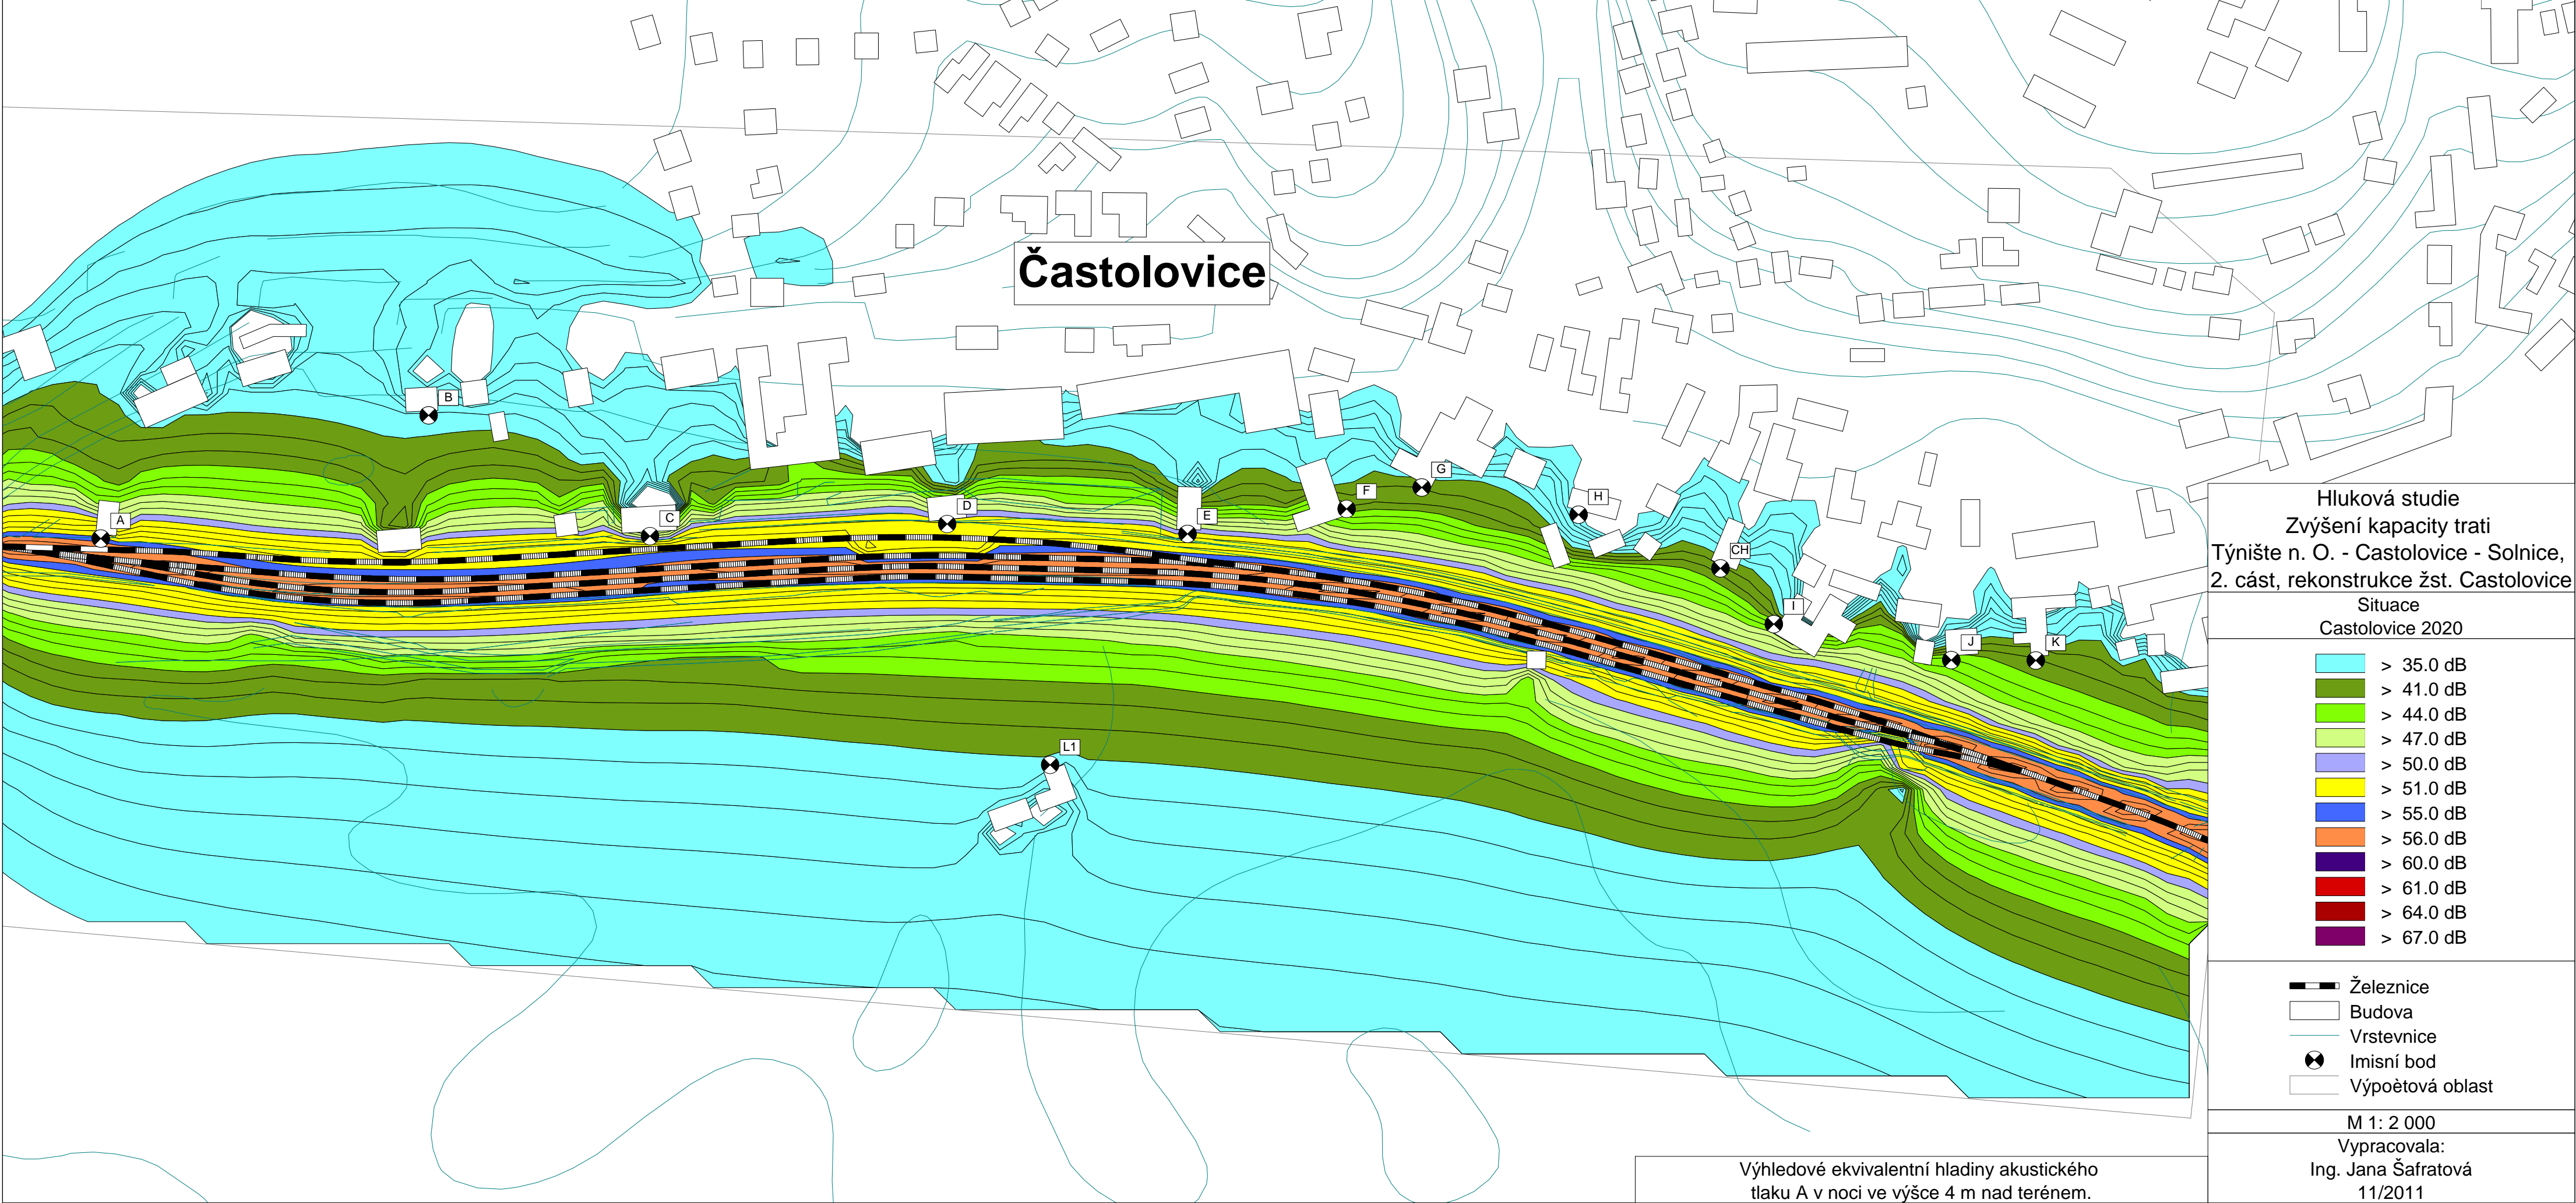 Častolovice
B
A
C
D
E
F
G
H
CH
I
J
K
L1
Hluková studie
Zvýšení kapacity trati
Týnište n. O. - Castolovice - Solnice,
2. cást, rekonstrukce žst. Castolovice
Situace
Castolovice 2020
> 35.0 dB
> 41.0 dB
> 44.0 dB
> 47.0 dB
> 50.0 dB
> 51.0 dB
> 55.0 dB
> 56.0 dB
> 60.0 dB
> 61.0 dB
> 64.0 dB
> 67.0 dB
Železnice
Budova
Vrstevnice
Imisní bod
Výpoètová oblast
M 1: 2 000
Vypracovala:
Ing. Jana Šafratová
11/2011
Výhledové ekvivalentní hladiny akustického
tlaku A v noci ve výšce 4 m nad terénem.